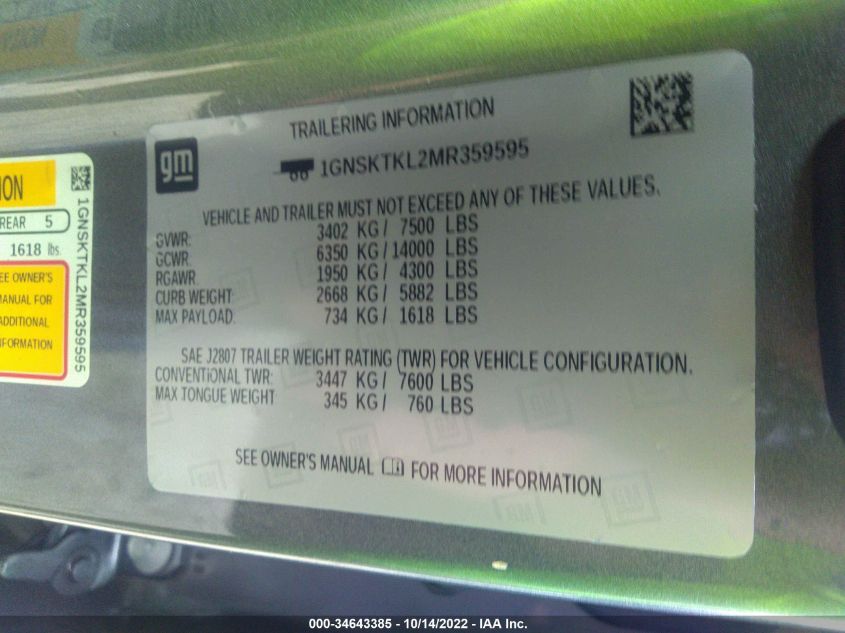 TRAILERING INFORMATION
gm
1GNSKTKL2MR359595
VEHICLE AND TRAILER MUST NOT EXCEED ANY OF THESE VALUES.
GVWR: 3402 KG/ 7500 LBS
GCWR: 6350 KG/14000 LBS
RGAWR: 1950 KG/ 4300 LBS
CURB WEIGHT: 2668 KG/ 5882 LBS
MAX PAYLOAD: 734 KG/ 1618 LBS
SAE J2807 TRAILER WEIGHT RATING (TWR) FOR VEHICLE CONFIGURATION.
CONVENTIONAL TWR: 3447 KG/ 7600 LBS
MAX TONGUE WEIGHT 345 KG/ 760 LBS
SEE OWNER'S MANUAL FOR MORE INFORMATION
REAR 5
1618 lbs.
OWNER'S
MANUAL FOR
ADDITIONAL
1GNSKTKL2MR359595
000-34643385 - 10/14/2022 - IAA Inc.